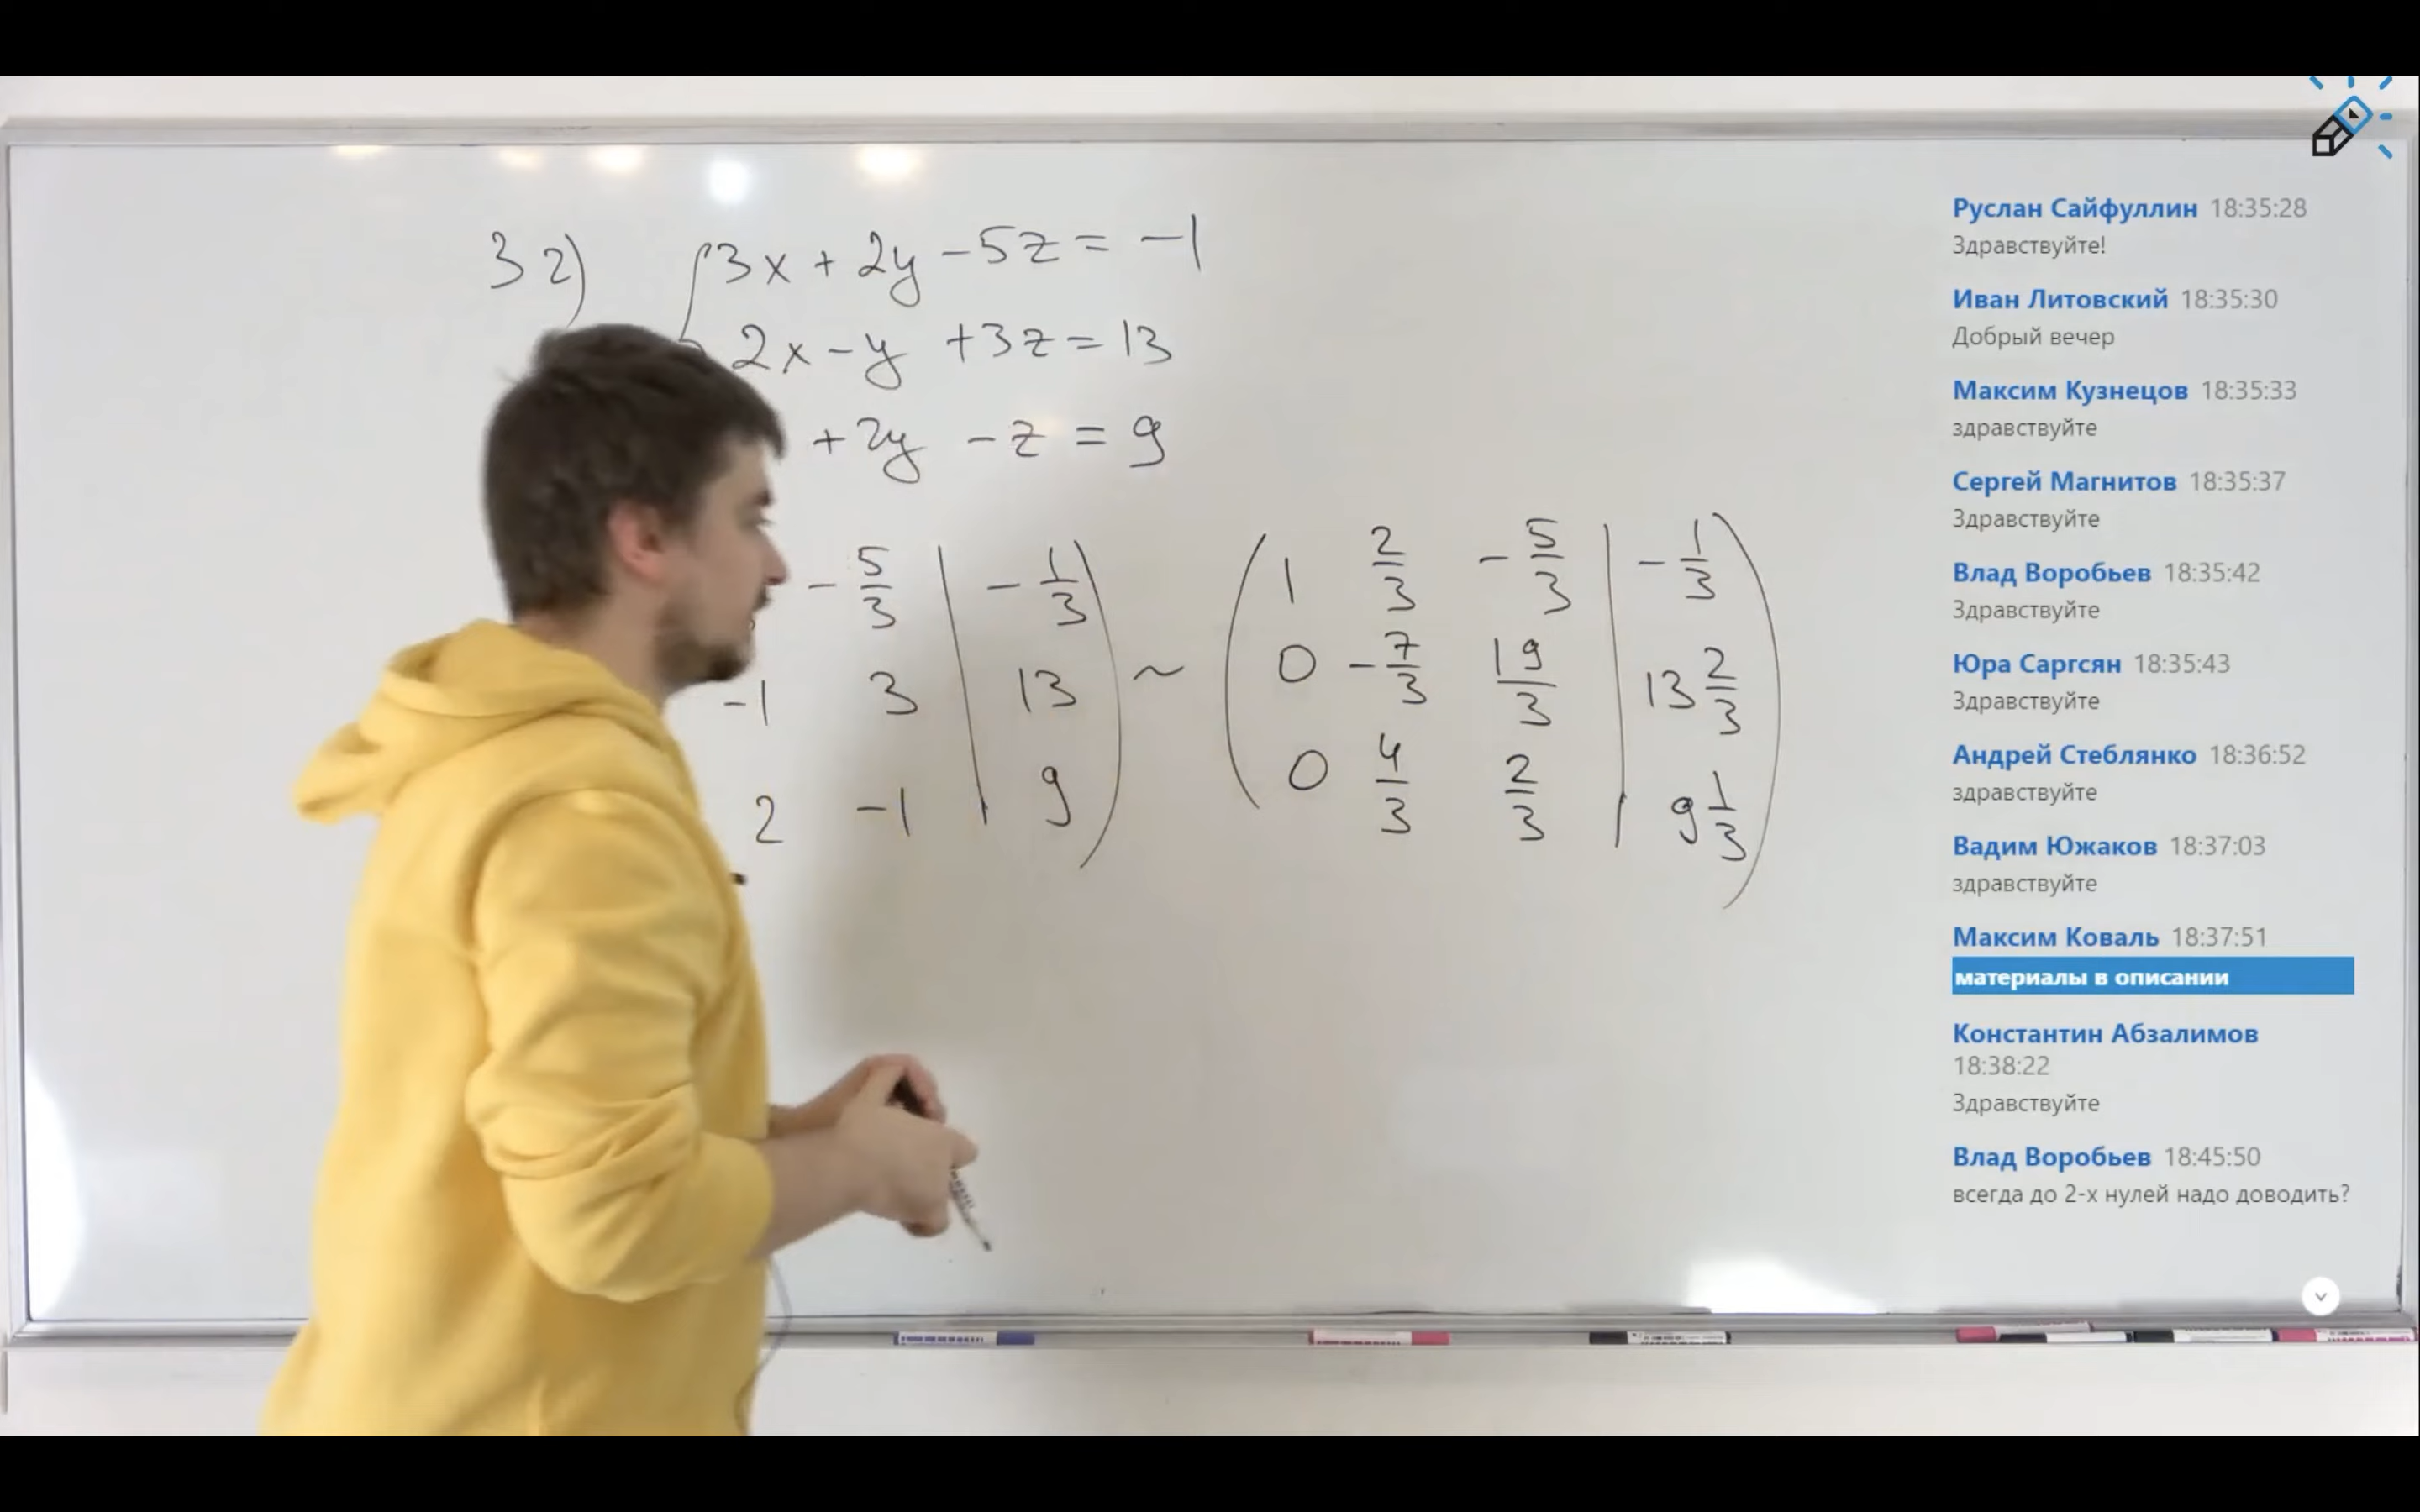 3 2)
3x + 2y - 5z = -1
2x - y + 3z = 13
+ 2y - z = 9
- 5/3 | - 1/3
-1 3 | 13
2 -1 | 9
~
1 2/3 - 5/3 | - 1/3
0 - 7/3 19/3 | 13 2/3
0 4/3 2/3 | 9 1/3
Руслан Сайфуллин 18:35:28
Здравствуйте!
Иван Литовский 18:35:30
Добрый вечер
Максим Кузнецов 18:35:33
здравствуйте
Сергей Магнитов 18:35:37
Здравствуйте
Влад Воробьев 18:35:42
Здравствуйте
Юра Саргсян 18:35:43
Здравствуйте
Андрей Стеблянко 18:36:52
здравствуйте
Вадим Южаков 18:37:03
здравствуйте
Максим Коваль 18:37:51
материалы в описании
Константин Абзалимов
18:38:22
Здравствуйте
Влад Воробьев 18:45:50
всегда до 2-х нулей надо доводить?